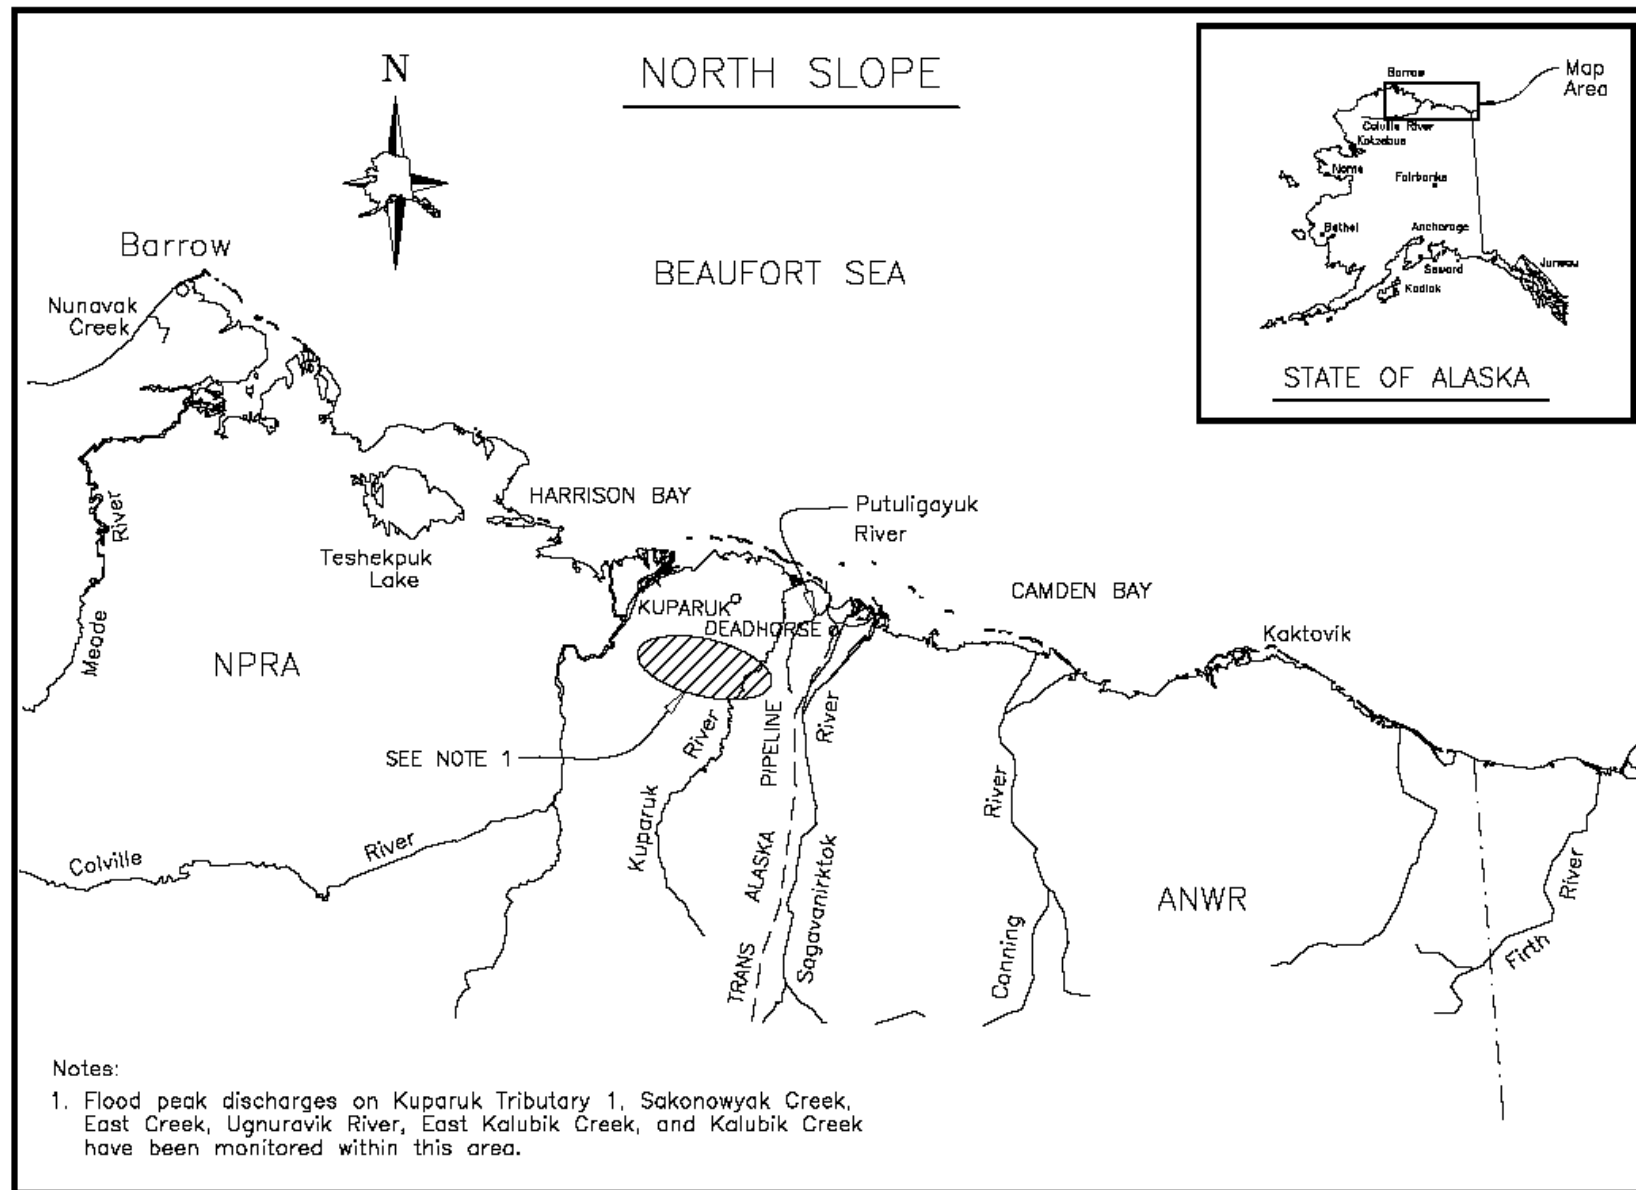 N
NORTH SLOPE
Barrow
Map
Area
Colville River
Kotzebue
Nome
Fairbanks
Bethel
Anchorage
Seward
Juneau
Kodiak
STATE OF ALASKA
Barrow
BEAUFORT SEA
Nunavak
Creek
HARRISON BAY
Putuligayuk
River
Teshekpuk
Lake
Meade
River
KUPARUK
DEADHORSE
CAMDEN BAY
Kaktovik
NPRA
SEE NOTE 1
Colville
River
Kuparuk
River
TRANS
ALASKA
PIPELINE
Sagavanirktok
River
Canning
River
ANWR
Firth
River
Notes:
1. Flood peak discharges on Kuparuk Tributary 1, Sakonowyak Creek,
East Creek, Ugnuravik River, East Kalubik Creek, and Kalubik Creek
have been monitored within this area.